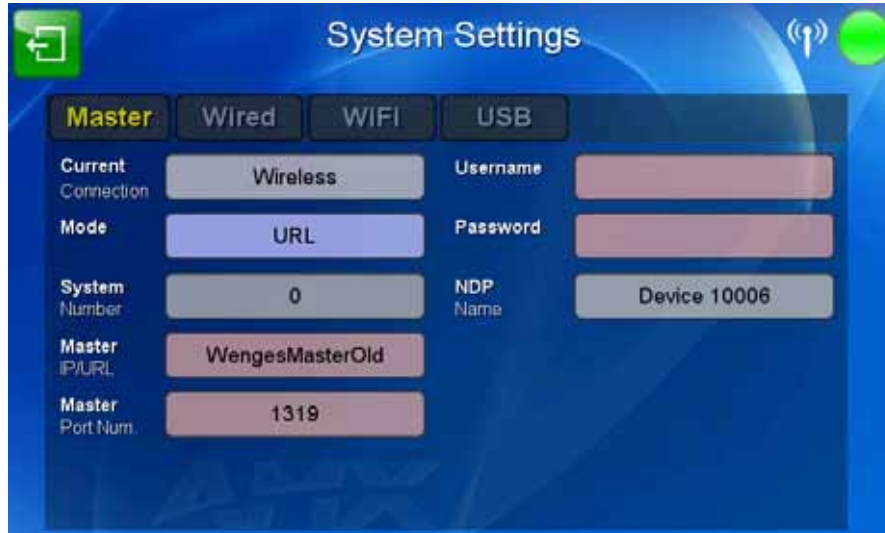 System Settings
Master Wired WiFi USB
Current
Connection
Wireless
Username
Mode
URL
Password
System
Number
0
NDP
Name
Device 10006
Master
IP/URL
WengesMasterOld
Master
Port Num.
1319
AMX